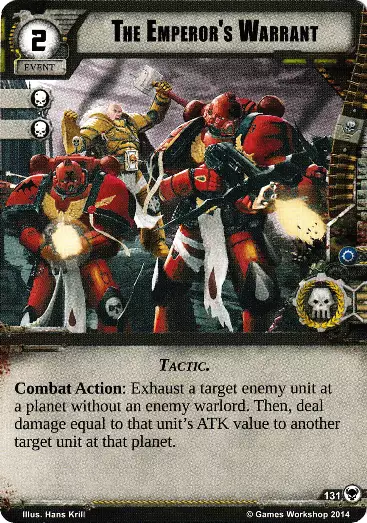 The Emperor's Warrant
2
EVENT
Tactic.
Combat Action: Exhaust a target enemy unit at
a planet without an enemy warlord. Then, deal
damage equal to that unit's ATK value to another
target unit at that planet.
131
Illus. Hans Krill
© Games Workshop 2014